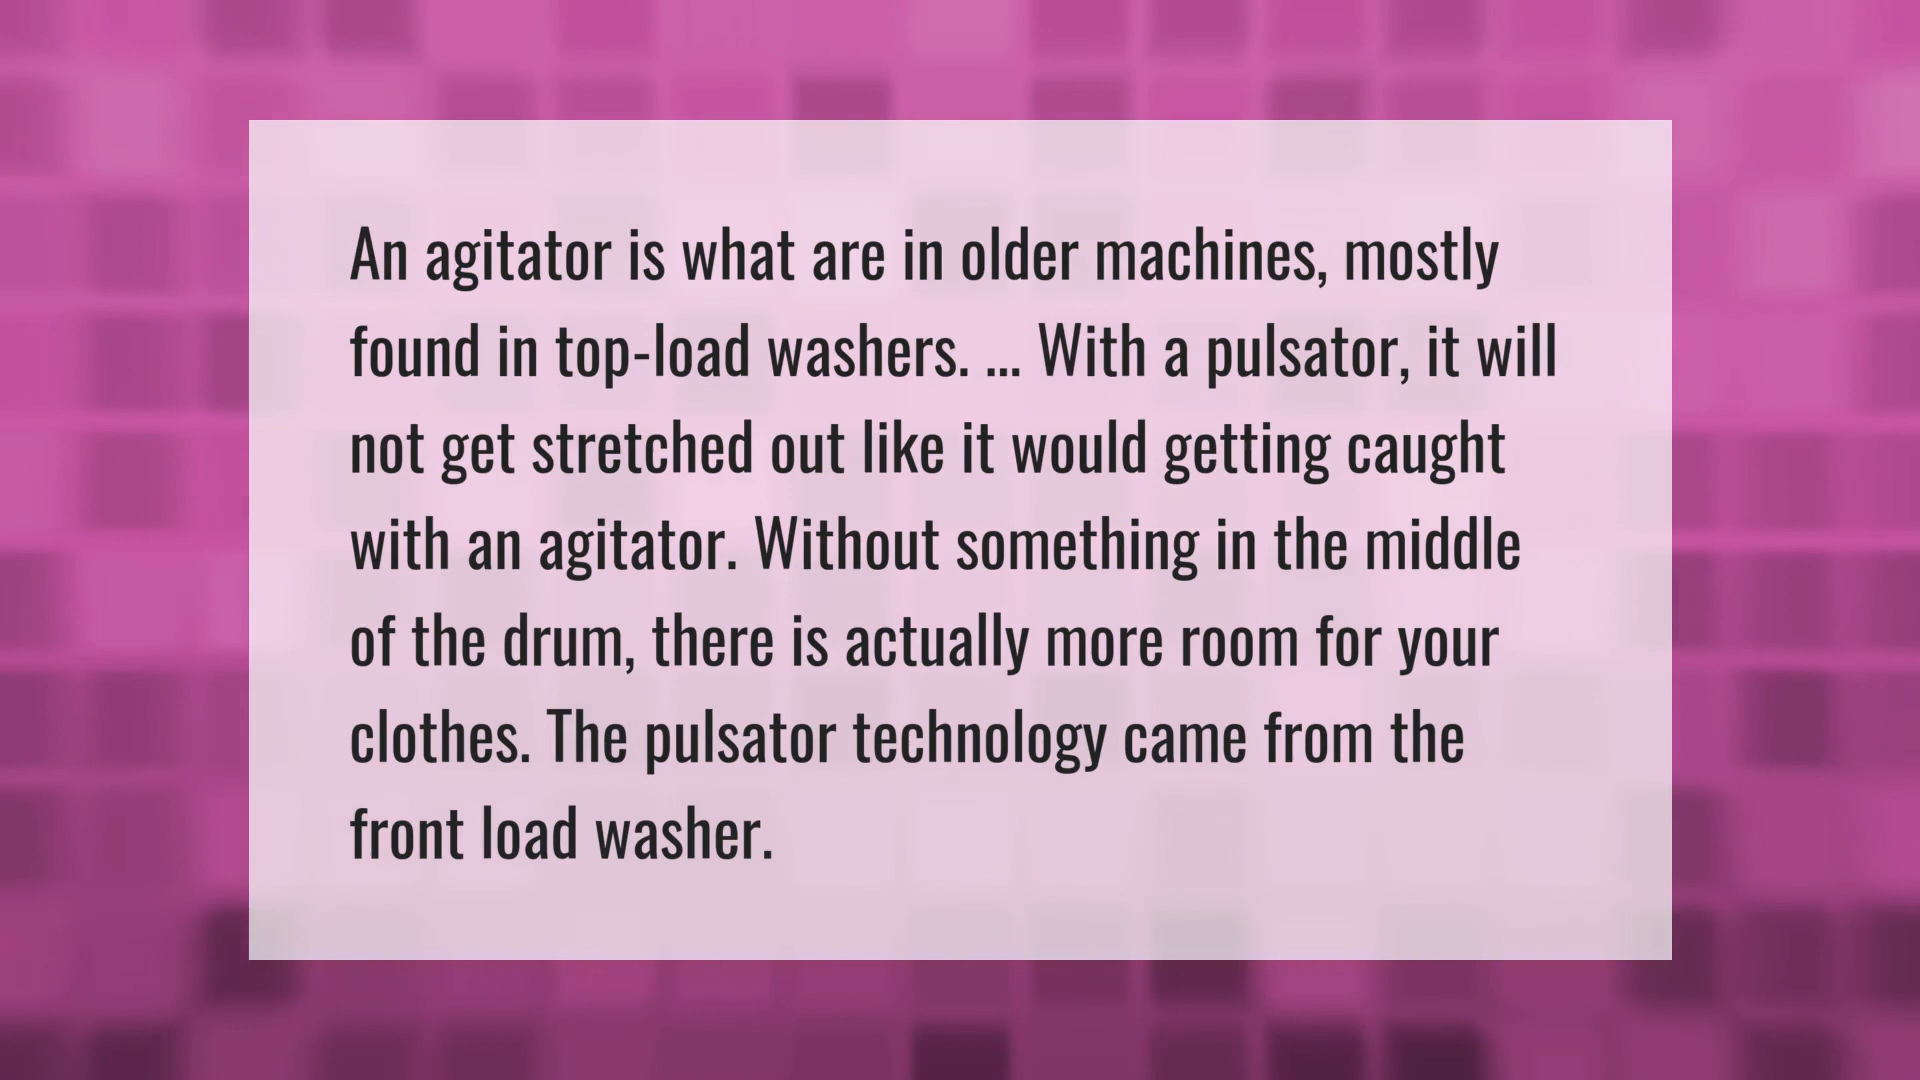 An agitator is what are in older machines, mostly
found in top-load washers. ... With a pulsator, it will
not get stretched out like it would getting caught
with an agitator. Without something in the middle
of the drum, there is actually more room for your
clothes. The pulsator technology came from the
front load washer.